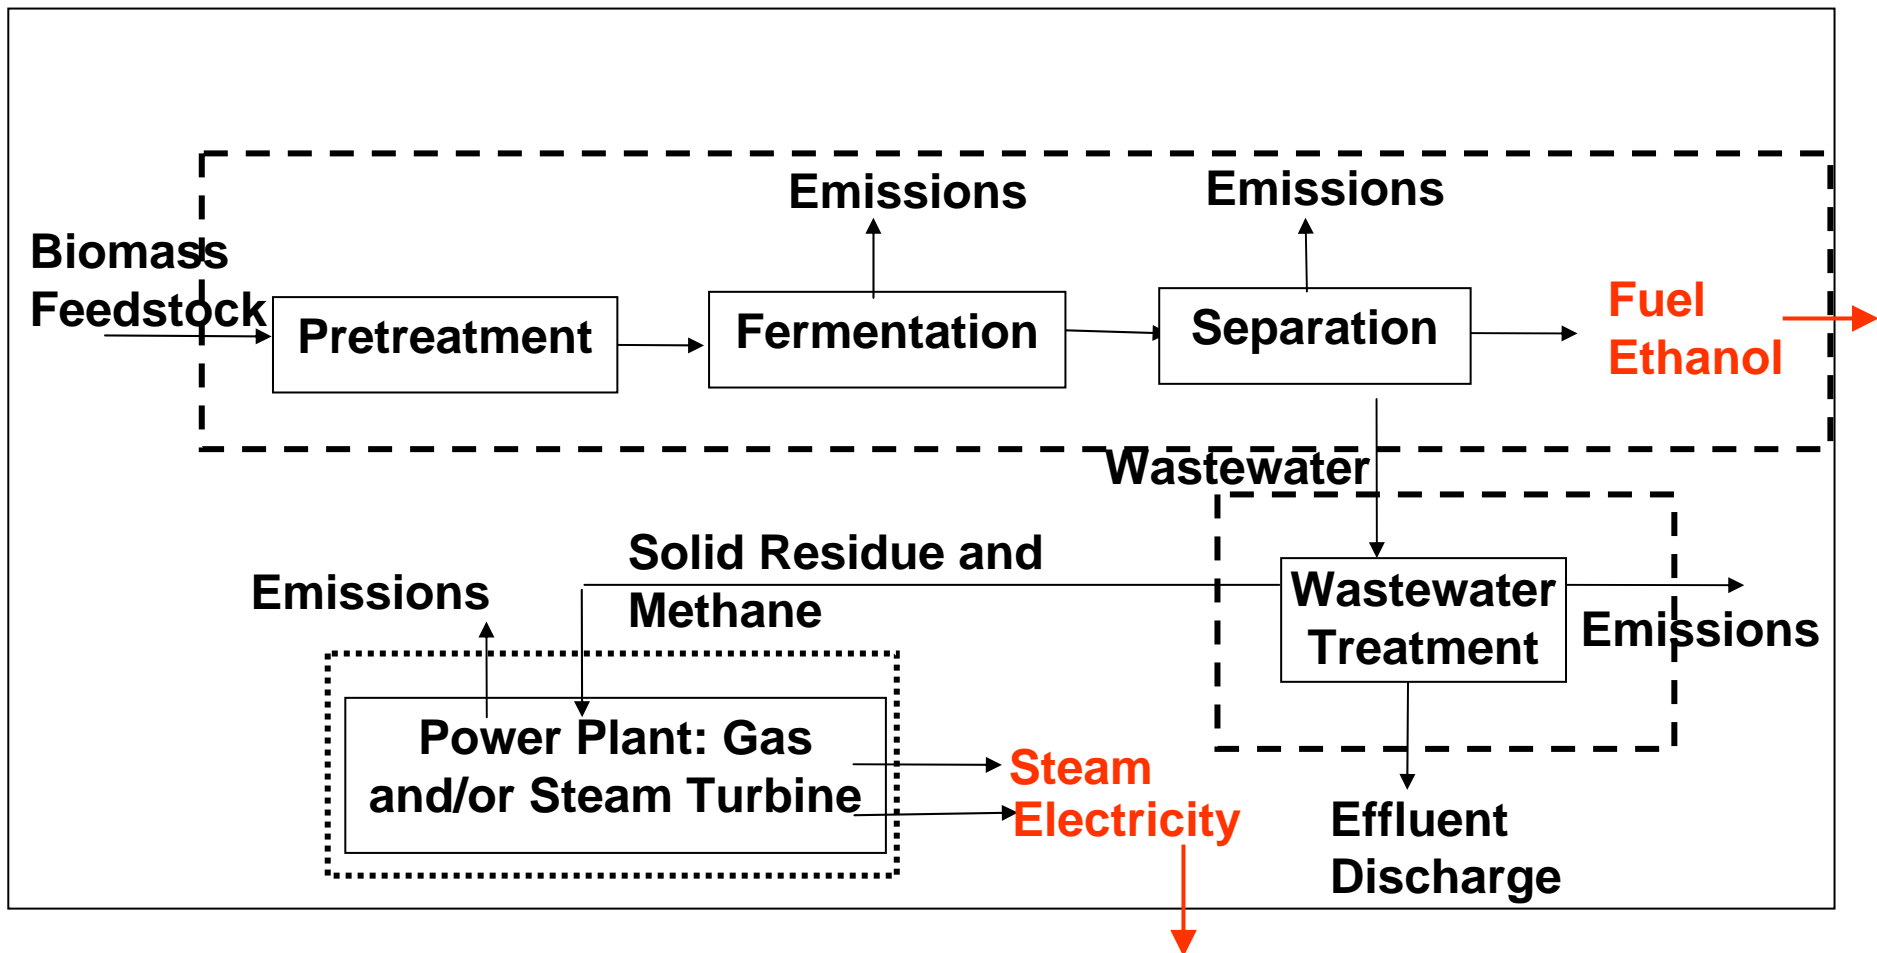 Emissions
Emissions
Biomass
Feedstock
Pretreatment
Fermentation
Separation
Fuel
Ethanol
Wastewater
Solid Residue and
Methane
Emissions
Wastewater
Treatment
Emissions
Power Plant: Gas
and/or Steam Turbine
Steam
Electricity
Effluent
Discharge